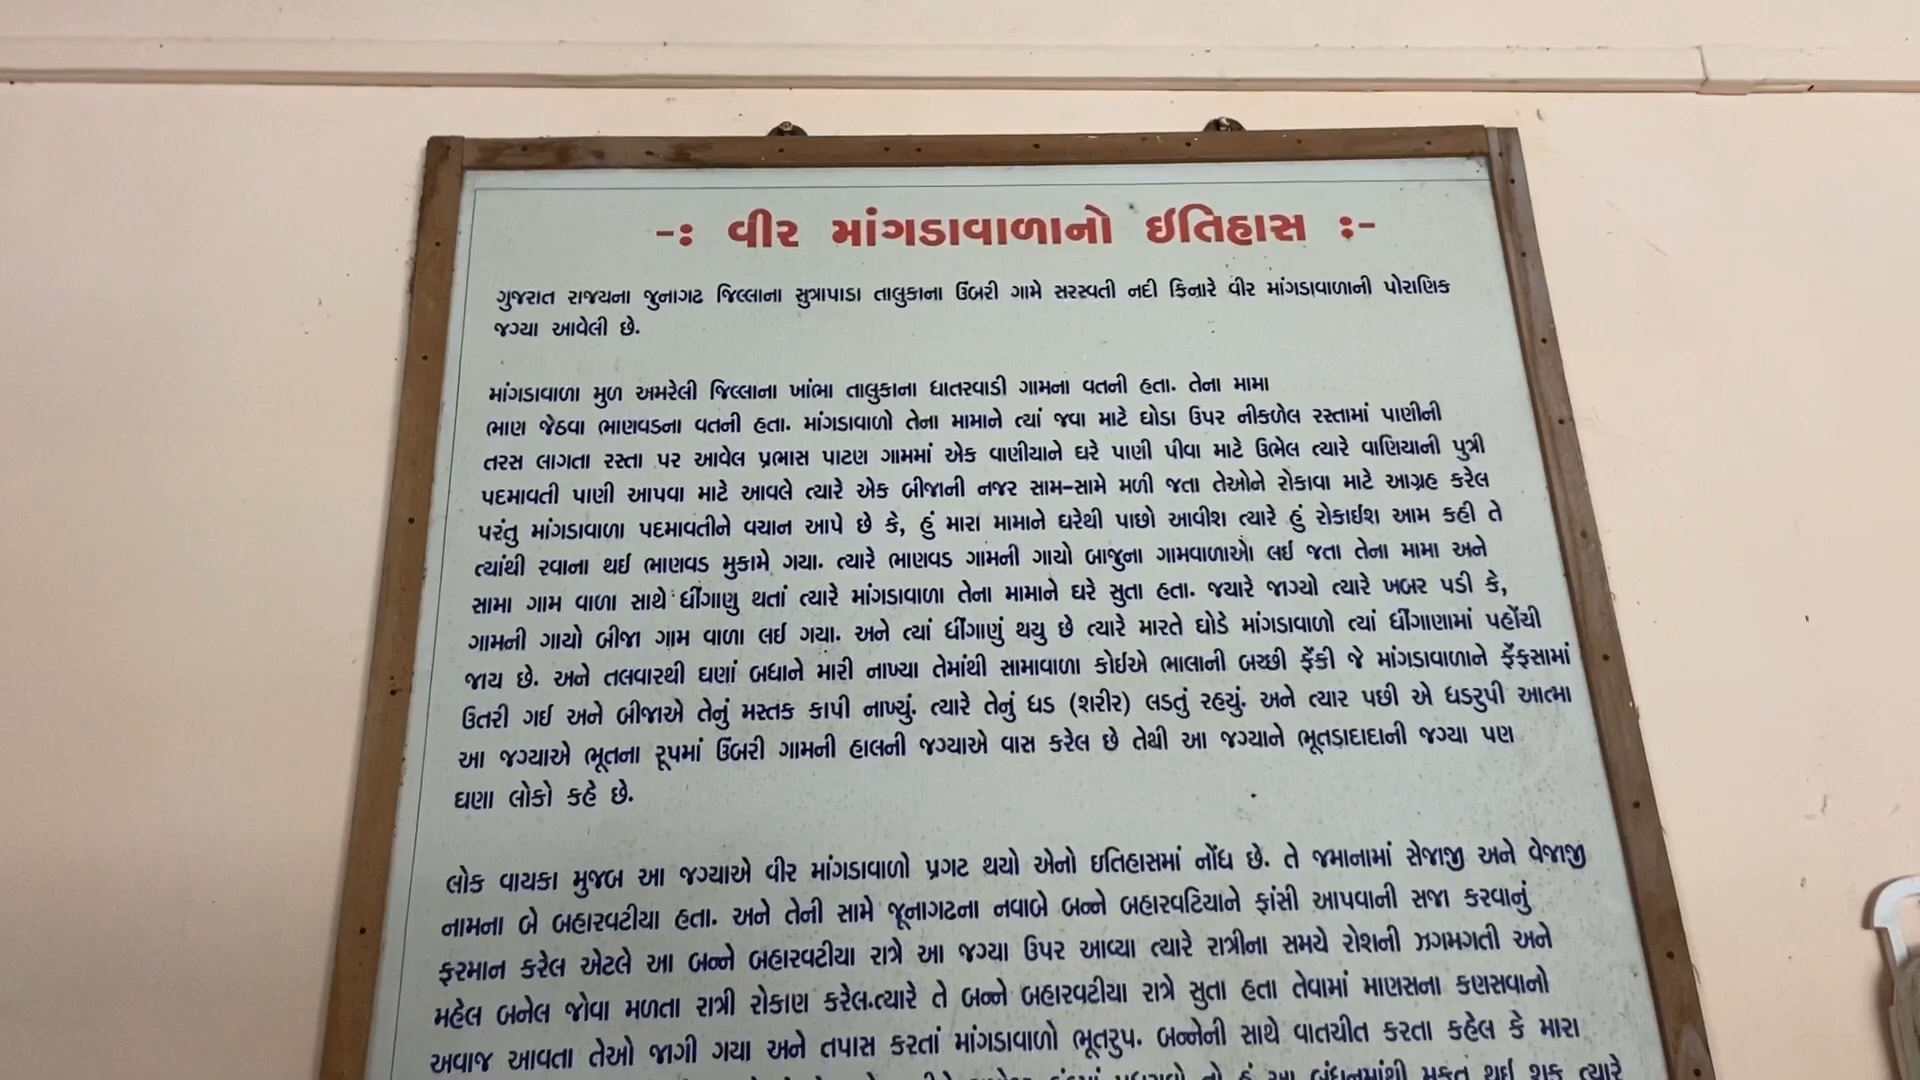 -: વીર માંગડાવાળાનો ઈતિહાસ :-
ગુજરાત રાજ્યના જુનાગઢ જિલ્લાના સુત્રાપાડા તાલુકાના ઉંબરી ગામે સરસ્વતી નદી કિનારે વીર માંગડાવાળાની પોરાણિક
જગ્યા આવેલી છે.
માંગડાવાળા મુળ અમરેલી જિલ્લાના ખાંભા તાલુકાના ધાતરવાડી ગામના વતની હતા. તેના મામા
ભાણ જેઠવા ભાણવડના વતની હતા. માંગડાવાળો તેના મામાને ત્યાં જવા માટે ઘોડા ઉપર નીકળેલ રસ્તામાં પાણીની
તરસ લાગતા રસ્તા પર આવેલ પ્રભાસ પાટણ ગામમાં એક વાણીયાને ઘરે પાણી પીવા માટે ઉભેલ ત્યારે વાણિયાની પુત્રી
પદમાવતી પાણી આપવા માટે આવલે ત્યારે એક બીજાની નજર સામ-સામે મળી જતા તેઓને રોકાવા માટે આગ્રહ કરેલ
પરંતુ માંગડાવાળા પદમાવતીને વચાન આપે છે કે, હું મારા મામાને ઘરેથી પાછો આવીશ ત્યારે હું રોકાઈશ આમ કહી તે
ત્યાંથી રવાના થઈ ભાણવડ મુકામે ગયા. ત્યારે ભાણવડ ગામની ગાયો બાજુના ગામવાળાઓ લઈ જતા તેના મામા અને
સામા ગામ વાળા સાથે ધીંગાણુ થતાં ત્યારે માંગડાવાળા તેના મામાને ઘરે સુતા હતા. જયારે જાગ્યો ત્યારે ખબર પડી કે,
ગામની ગાયો બીજા ગામ વાળા લઈ ગયા. અને ત્યાં ધીંગાણું થયુ છે ત્યારે મારતે ઘોડે માંગડાવાળો ત્યાં ધીંગાણામાં પહોંચી
જાય છે. અને તલવારથી ઘણાં બધાને મારી નાખ્યા તેમાંથી સામાવાળા કોઈએ ભાલાની બરછી ફેંકી જે માંગડાવાળાને ફેંફસામાં
ઉતરી ગઈ અને બીજાએ તેનું મસ્તક કાપી નાખ્યું. ત્યારે તેનું ધડ (શરીર) લડતું રહયું. અને ત્યાર પછી એ ધડરુપી આત્મા
આ જગ્યાએ ભૂતના રૂપમાં ઉંબરી ગામની હાલની જગ્યાએ વાસ કરેલ છે તેથી આ જગ્યાને ભૂતડાદાદાની જગ્યા પણ
ઘણા લોકો કહે છે.
લોક વાયકા મુજબ આ જગ્યાએ વીર માંગડાવાળો પ્રગટ થયો એનો ઇતિહાસમાં નોંધ છે. તે જમાનામાં સેજાજી અને વેજાજી
નામના બે બહારવટીયા હતા. અને તેની સામે જૂનાગઢના નવાબે બન્ને બહારવટિયાને ફાંસી આપવાની સજા કરવાનું
ફરમાન કરેલ એટલે આ બન્ને બહારવટીયા રાત્રે આ જગ્યા ઉપર આવ્યા ત્યારે રાત્રીના સમયે રોશની ઝગમગતી અને
મહેલ બનેલ જોવા મળતા રાત્રી રોકાણ કરેલ.ત્યારે તે બન્ને બહારવટીયા રાત્રે સુતા હતા તેવામાં માણસના કણસવાનો
અવાજ આવતા તેઓ જાગી ગયા અને તપાસ કરતાં માંગડાવાળો ભૂતરુપ. બન્નેની સાથે વાતચીત કરતા કહેલ કે મારા
તો હું આ બંધનમાંથી મુકત થઈ શકુ ત્યારે